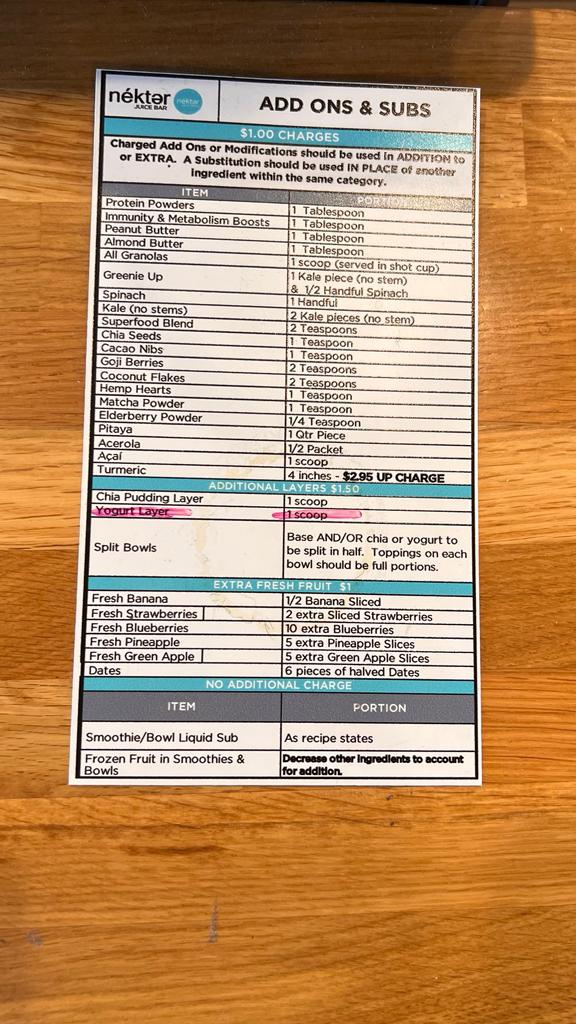 néktər
JUICE BAR
nektar
ADD ONS & SUBS
$1.00 CHARGES
Charged Add Ons or Modifications should be used in ADDITION to
or EXTRA. A Substitution should be used IN PLACE of another
ingredient within the same category.
ITEM PORTION
Protein Powders 1 Tablespoon
Immunity & Metabolism Boosts 1 Tablespoon
Peanut Butter 1 Tablespoon
Almond Butter 1 Tablespoon
All Granolas 1 scoop (served in shot cup)
Greenie Up 1 Kale piece (no stem)
& 1/2 Handful Spinach
Spinach 1 Handful
Kale (no stems) 2 Kale pieces (no stem)
Superfood Blend 2 Teaspoons
Chia Seeds 1 Teaspoon
Cacao Nibs 1 Teaspoon
Goji Berries 2 Teaspoons
Coconut Flakes 2 Teaspoons
Hemp Hearts 1 Teaspoon
Matcha Powder 1 Teaspoon
Elderberry Powder 1/4 Teaspoon
Pitaya 1 Qtr Piece
Acerola 1/2 Packet
Açaí 1 scoop
Turmeric 4 inches - $2.95 UP CHARGE
ADDITIONAL LAYERS $1.50
Chia Pudding Layer 1 scoop
Yogurt Layer 1 scoop
Split Bowls Base AND/OR chia or yogurt to
be split in half. Toppings on each
bowl should be full portions.
EXTRA FRESH FRUIT $1
Fresh Banana 1/2 Banana Sliced
Fresh Strawberries 2 extra Sliced Strawberries
Fresh Blueberries 10 extra Blueberries
Fresh Pineapple 5 extra Pineapple Slices
Fresh Green Apple 5 extra Green Apple Slices
Dates 6 pieces of halved Dates
NO ADDITIONAL CHARGE
ITEM PORTION
Smoothie/Bowl Liquid Sub As recipe states
Frozen Fruit in Smoothies & Decrease other ingredients to account
Bowls for addition.